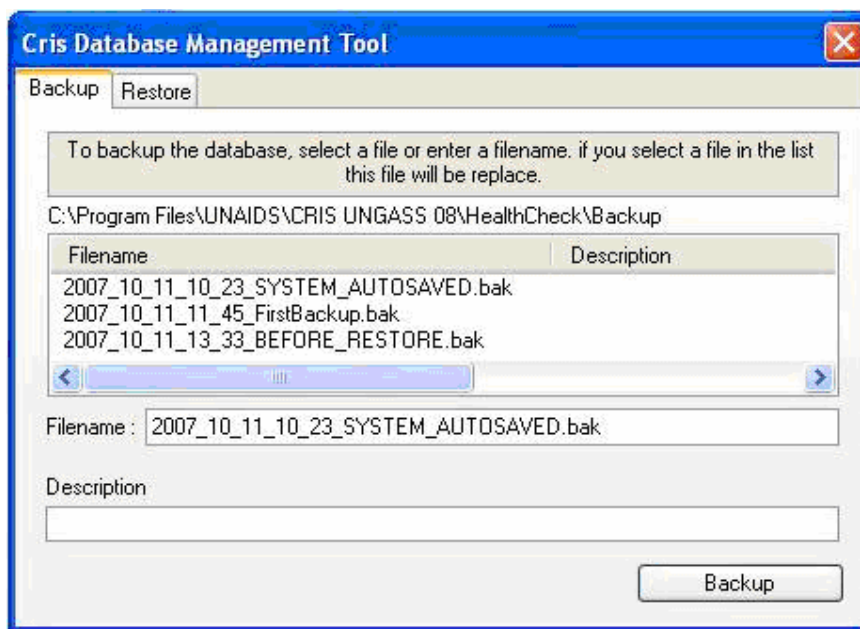 Cris Database Management Tool
Backup Restore
To backup the database, select a file or enter a filename. if you select a file in the list
this file will be replace.
C:\Program Files\UNAIDS\CRIS UNGASS 08\HealthCheck\Backup
Filename Description
2007_10_11_10_23_SYSTEM_AUTOSAVED.bak
2007_10_11_11_45_FirstBackup.bak
2007_10_11_13_33_BEFORE_RESTORE.bak
Filename : 2007_10_11_10_23_SYSTEM_AUTOSAVED.bak
Description
Backup